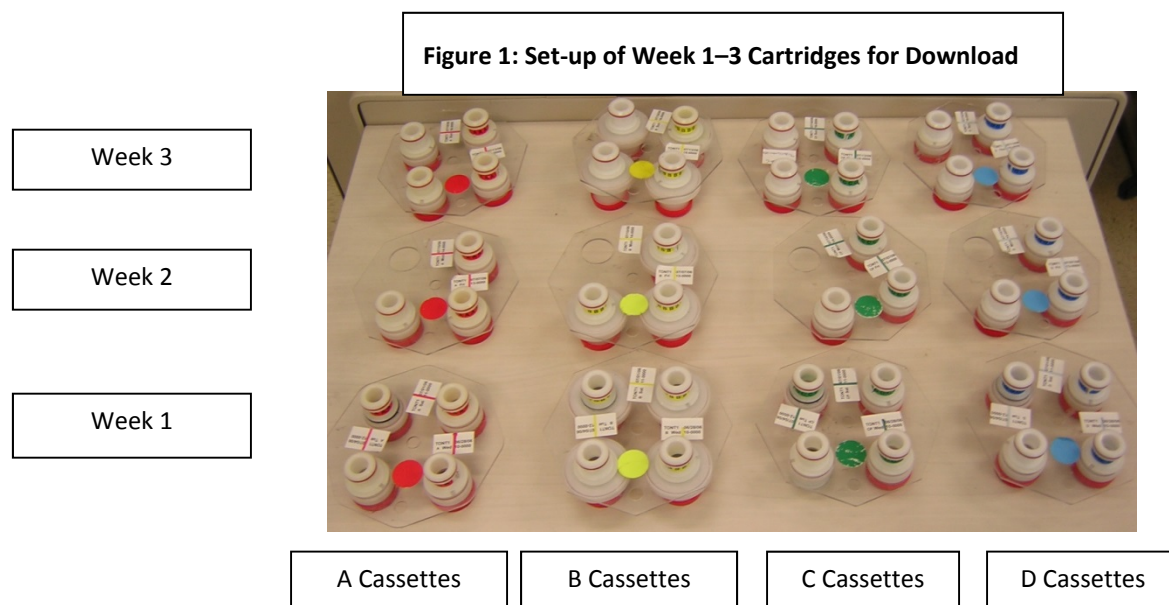 Figure 1: Set-up of Week 1–3 Cartridges for Download
Week 3
Week 2
Week 1
A Cassettes
B Cassettes
C Cassettes
D Cassettes